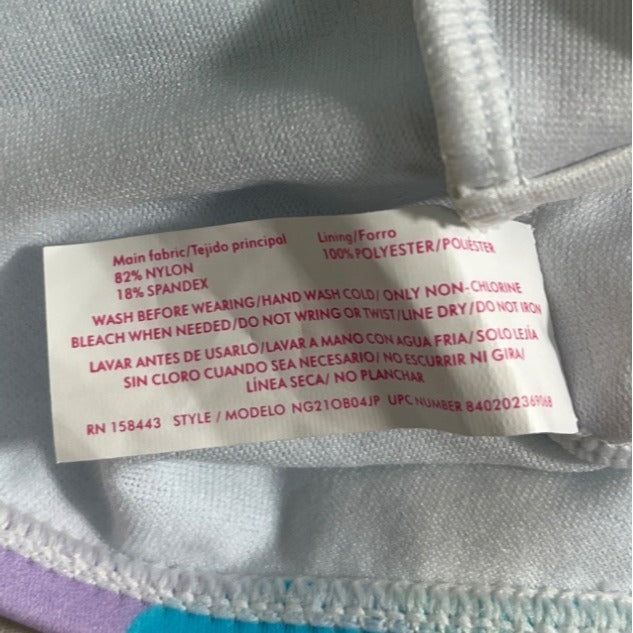 Main fabric/Tejido principal
82% NYLON
18% SPANDEX
Lining/Forro
100% POLYESTER/POLIÉSTER
WASH BEFORE WEARING/HAND WASH COLD/ ONLY NON-CHLORINE
BLEACH WHEN NEEDED/DO NOT WRING OR TWIST/LINE DRY/DO NOT IRON
LAVAR ANTES DE USARLO/LAVAR A MANO CON AGUA FRIA/ SOLO LEJÍA
SIN CLORO CUANDO SEA NECESARIO/ NO ESCURRIR NI GIRA/
LÍNEA SECA/ NO PLANCHAR
RN 158443 STYLE / MODELO NG21OB04JP UPC NUMBER 840202369068